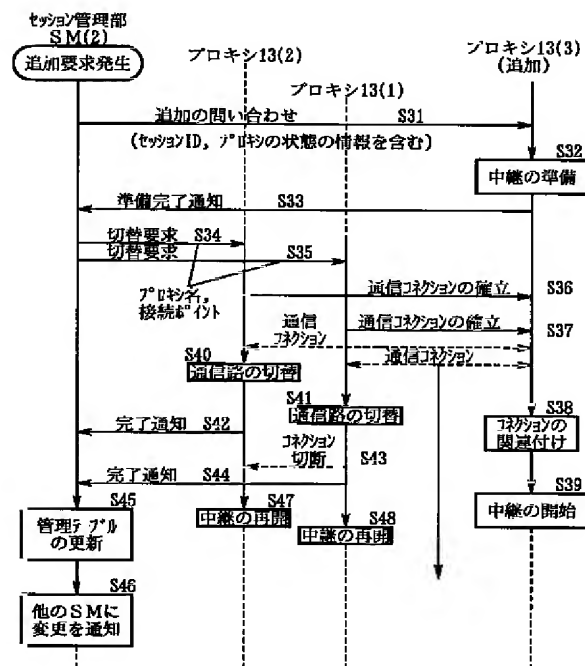 セッション管理部
SM(2)
追加要求発生
プロキシ13(2)
プロキシ13(1)
プロキシ13(3)
(追加)
追加の問い合わせ S31
(セッションID, プロキシの状態の情報を含む)
S32
中継の準備
準備完了通知 S33
切替要求 S34
切替要求 S35
プロキシ名,
接続ポイント
通信コネクションの確立 S36
通信コネクションの確立 S37
通信
コネクション
通信コネクション
S40
通信路の切替
S41
通信路の切替
S38
コネクションの
関連付け
完了通知 S42
コネクション
切断 S43
完了通知 S44
S39
中継の開始
S45
管理テーブル
の更新
S47
中継の再開
S48
中継の再開
S46
他のSMに
変更を通知